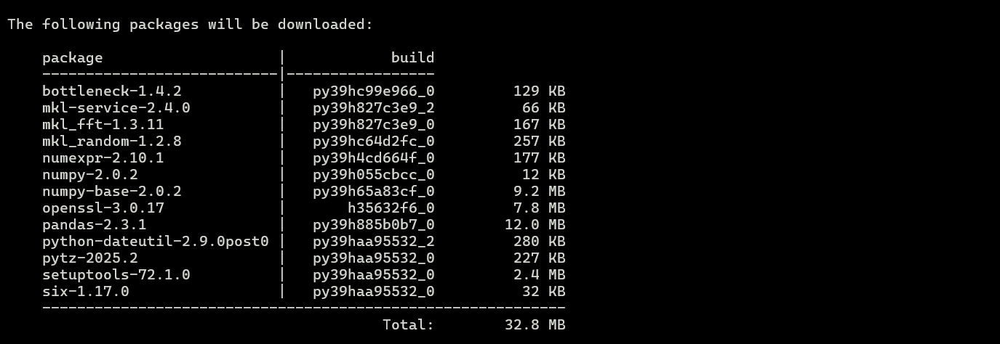 The following packages will be downloaded:
package | build
---------------------------|-----------------
bottleneck-1.4.2 | py39hc99e966_0 129 KB
mkl-service-2.4.0 | py39h827c3e9_2 66 KB
mkl_fft-1.3.11 | py39h827c3e9_0 167 KB
mkl_random-1.2.8 | py39hc64d2fc_0 257 KB
numexpr-2.10.1 | py39h4cd664f_0 177 KB
numpy-2.0.2 | py39h055cbcc_0 12 KB
numpy-base-2.0.2 | py39h65a83cf_0 9.2 MB
openssl-3.0.17 | h35632f6_0 7.8 MB
pandas-2.3.1 | py39h885b0b7_0 12.0 MB
python-dateutil-2.9.0post0 | py39haa95532_2 280 KB
pytz-2025.2 | py39haa95532_0 227 KB
setuptools-72.1.0 | py39haa95532_0 2.4 MB
six-1.17.0 | py39haa95532_0 32 KB
------------------------------------------------------------
Total: 32.8 MB